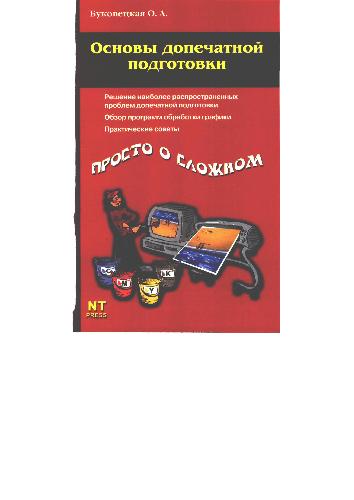 Буковецкая О. А.
Основы допечатной
подготовки
Решение наиболее распространенных
проблем допечатной подготовки
Обзор программ обработки графики
Практические советы
ПРОСТО О СЛОЖНОМ
C
M
Y
K
NT
PRESS